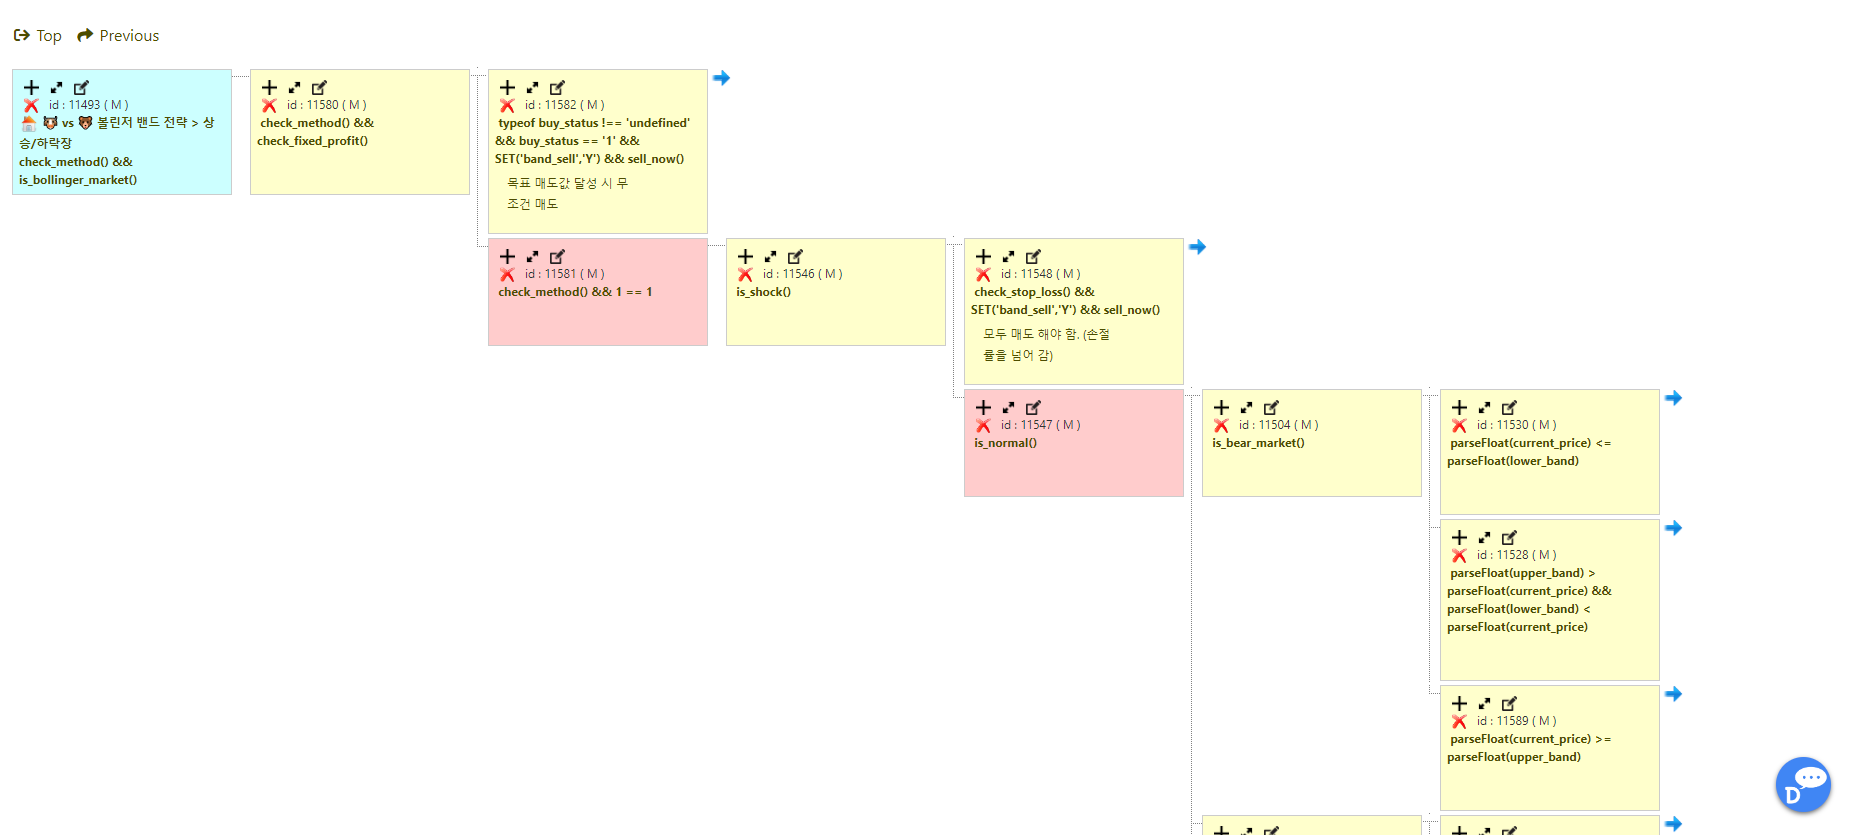 Top Previous
id : 11493 ( M )
vs 볼린저 밴드 전략 > 상
승/하락장
check_method() &&
is_bollinger_market()
id : 11580 ( M )
check_method() &&
check_fixed_profit()
id : 11582 ( M )
typeof buy_status !== 'undefined'
&& buy_status == '1' &&
SET('band_sell','Y') && sell_now()
목표 매도값 달성 시 무
조건 매도
id : 11581 ( M )
check_method() && 1 == 1
id : 11546 ( M )
is_shock()
id : 11548 ( M )
check_stop_loss() &&
SET('band_sell','Y') && sell_now()
모두 매도 해야 함. (손절
률을 넘어 감)
id : 11547 ( M )
is_normal()
id : 11504 ( M )
is_bear_market()
id : 11530 ( M )
parseFloat(current_price) <=
parseFloat(lower_band)
id : 11528 ( M )
parseFloat(upper_band) >
parseFloat(current_price) &&
parseFloat(lower_band) <
parseFloat(current_price)
id : 11589 ( M )
parseFloat(current_price) >=
parseFloat(upper_band)
D